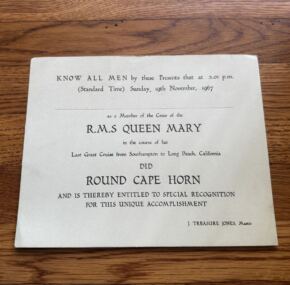 KNOW ALL MEN by these Presents that at 2.01 p.m.
(Standard Time) Sunday, 19th November, 1967
as a Member of the Crew of the
R.M.S QUEEN MARY
in the course of her
Last Great Cruise from Southampton to Long Beach, California
DID
ROUND CAPE HORN
AND IS THEREBY ENTITLED TO SPECIAL RECOGNITION
FOR THIS UNIQUE ACCOMPLISHMENT
J. TREASURE JONES, Master